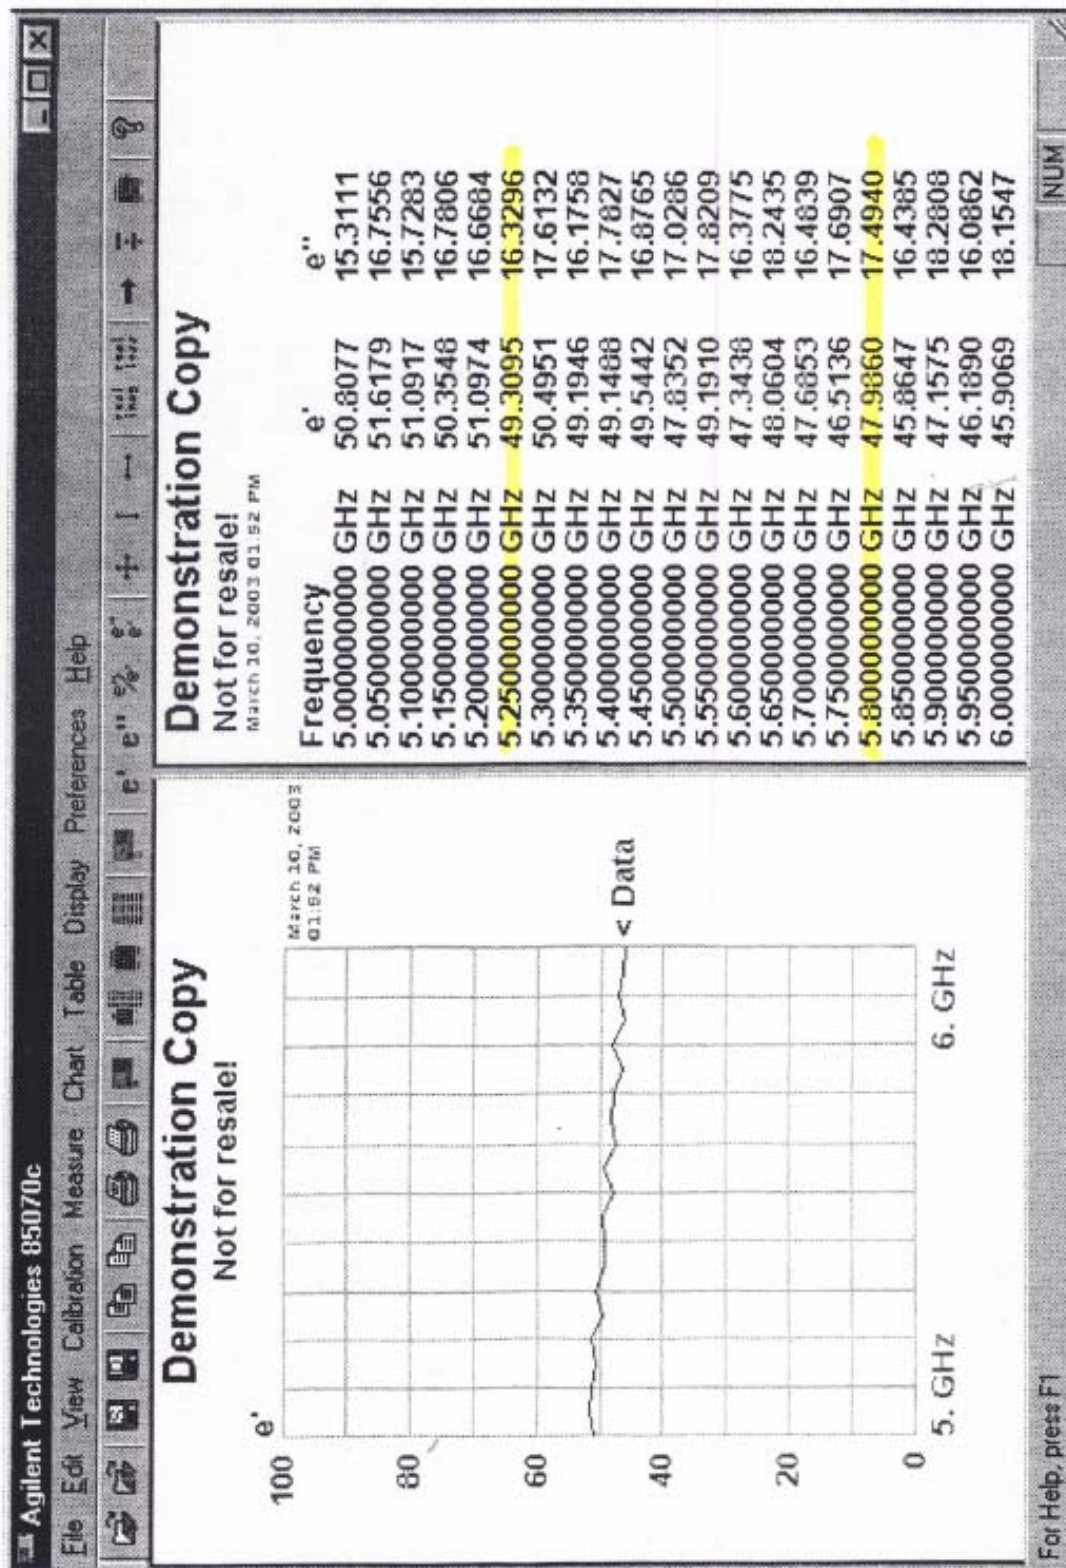 Agilent Technologies 85070c
File Edit View Calibration Measure Chart Table Display Preferences Help
e' e''
Demonstration Copy
Not for resale!
e'
March 10, 2003
01:52 PM
100
80
60
40
20
0
< Data
5. GHz 6. GHz
Demonstration Copy
Not for resale!
March 10, 2003 01:52 PM
Frequency e' e''
5.000000000 GHz 50.8077 15.3111
5.050000000 GHz 51.6179 16.7556
5.100000000 GHz 51.0917 15.7283
5.150000000 GHz 50.3548 16.7806
5.200000000 GHz 51.0974 16.6684
5.250000000 GHz 49.3095 16.3296
5.300000000 GHz 50.4951 17.6132
5.350000000 GHz 49.1946 16.1758
5.400000000 GHz 49.1488 17.7827
5.450000000 GHz 49.5442 16.8765
5.500000000 GHz 47.8352 17.0286
5.550000000 GHz 49.1910 17.8209
5.600000000 GHz 47.3438 16.3775
5.650000000 GHz 48.0604 18.2435
5.700000000 GHz 47.6853 16.4839
5.750000000 GHz 46.5136 17.6907
5.800000000 GHz 47.9860 17.4940
5.850000000 GHz 45.8647 16.4385
5.900000000 GHz 47.1575 18.2808
5.950000000 GHz 46.1890 16.0862
6.000000000 GHz 45.9069 18.1547
For Help, press F1
NUM